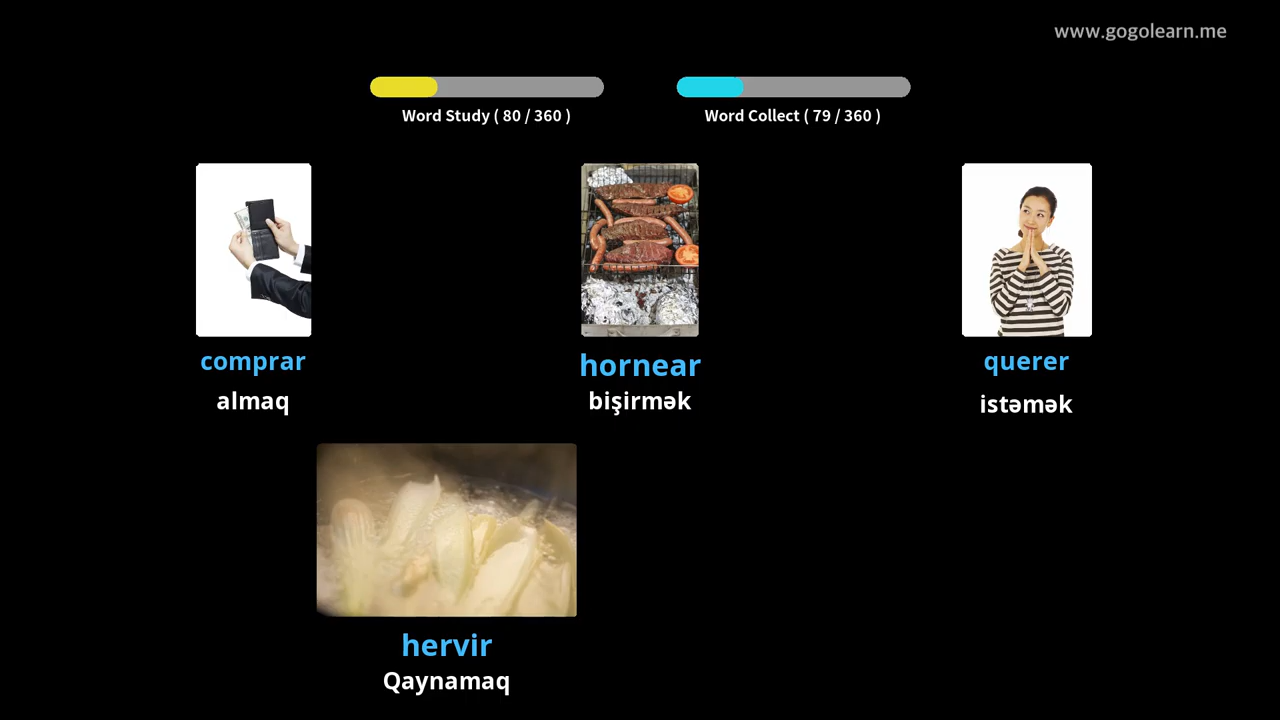 www.gogolearn.me
Word Study ( 80 / 360 )
Word Collect ( 79 / 360 )
comprar
hornear
querer
almaq
bişirmək
istəmək
hervir
Qaynamaq